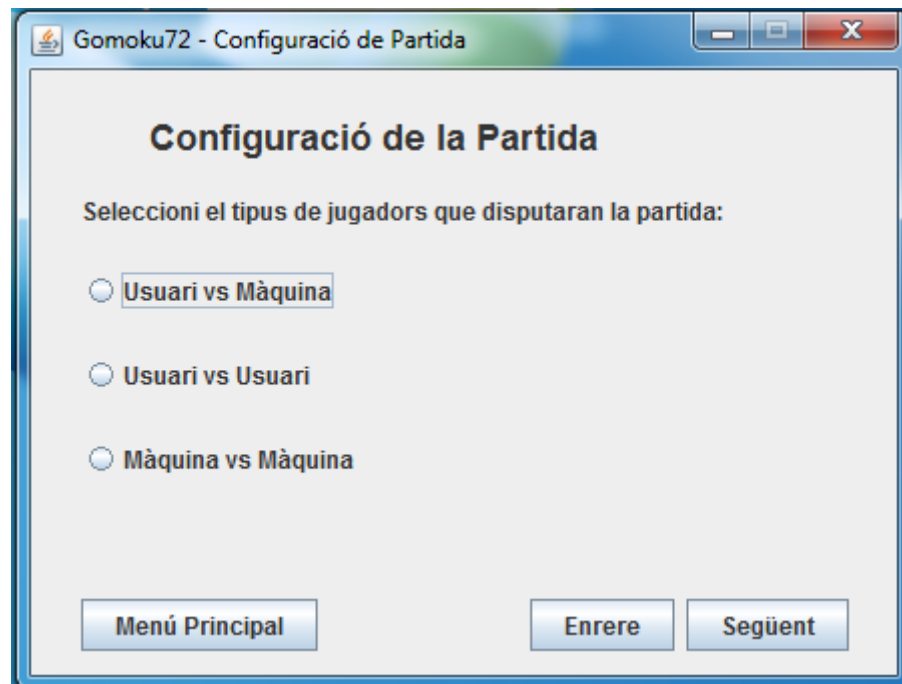 Gomoku72 - Configuració de Partida
Configuració de la Partida
Seleccioni el tipus de jugadors que disputaran la partida:
Usuari vs Màquina
Usuari vs Usuari
Màquina vs Màquina
Menú Principal Enrere Següent